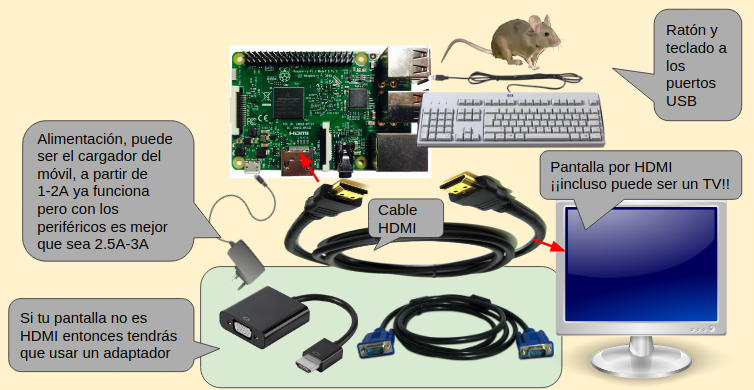 Ratón y
teclado a
los
puertos
USB
Alimentación, puede
ser el cargador del
móvil, a partir de
1-2A ya funciona
pero con los
periféricos es mejor
que sea 2.5A-3A
HDMI
Pantalla por HDMI
¡¡incluso puede ser un TV!!
Cable
HDMI
Si tu pantalla no es
HDMI entonces tendrás
que usar un adaptador